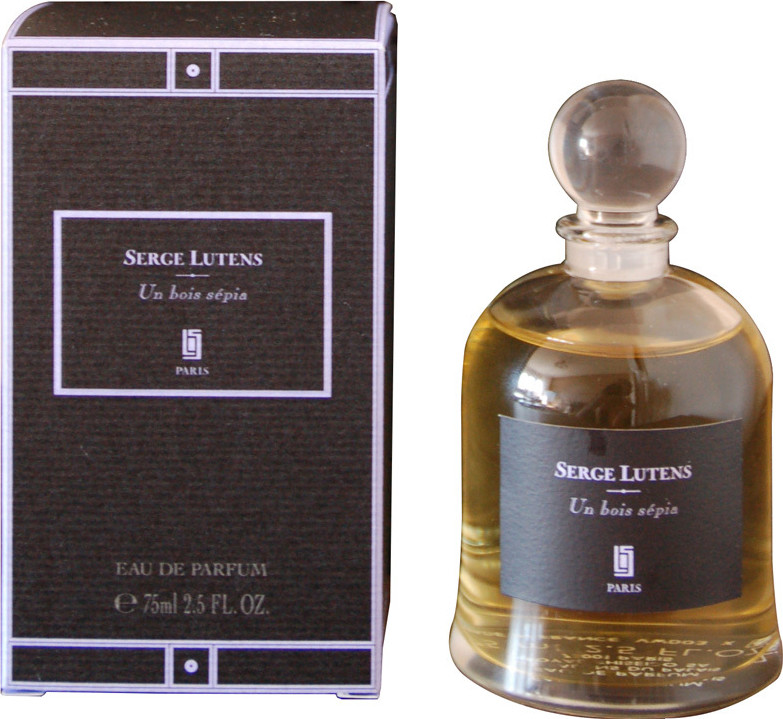 SERGE LUTENS
Un bois sépia
PARIS
EAU DE PARFUM
℮ 75ml 2.5 FL.OZ.
SERGE LUTENS
Un bois sépia
PARIS